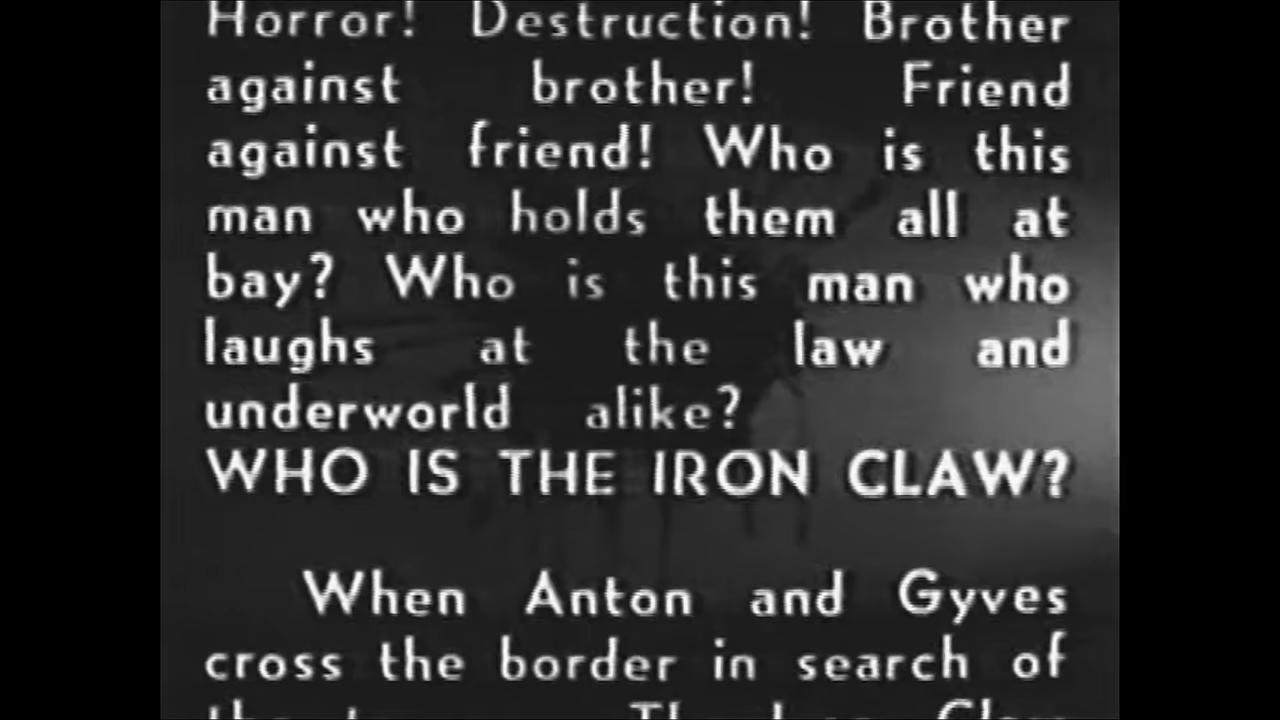 Horror! Destruction! Brother
against brother! Friend
against friend! Who is this
man who holds them all at
bay? Who is this man who
laughs at the law and
underworld alike?
WHO IS THE IRON CLAW?
When Anton and Gyves
cross the border in search of